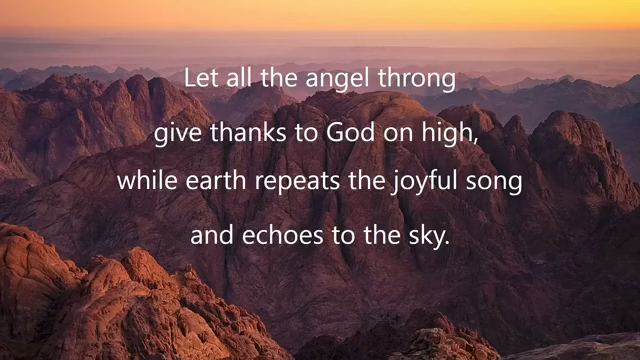 Let all the angel throng
give thanks to God on high,
while earth repeats the joyful song
and echoes to the sky.